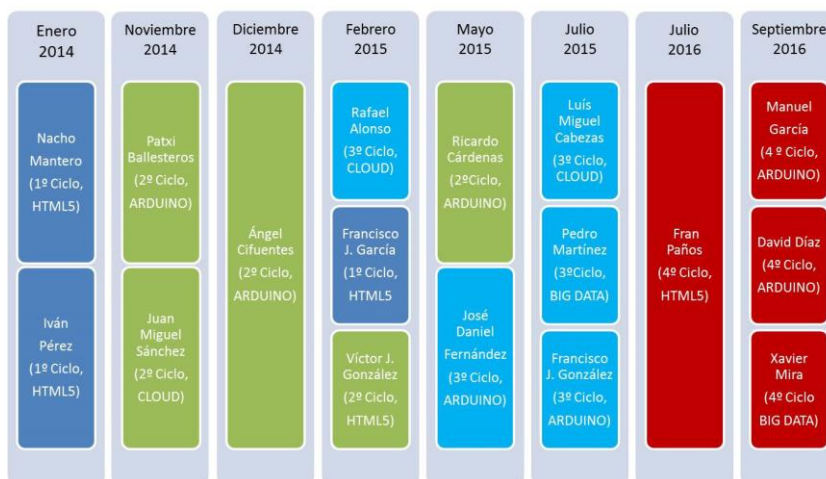 Enero
2014
Nacho
Mantero
(1º Ciclo,
HTML5)
Iván
Pérez
(1º Ciclo,
HTML5)
Noviembre
2014
Patxi
Ballesteros
(2º Ciclo,
ARDUINO)
Juan
Miguel
Sánchez
(2º Ciclo,
CLOUD)
Diciembre
2014
Ángel
Cifuentes
(2º Ciclo,
ARDUINO)
Febrero
2015
Rafael
Alonso
(3º Ciclo,
CLOUD)
Francisco
J. García
(1º Ciclo,
HTML5
Víctor J.
González
(2º Ciclo,
HTML5)
Mayo
2015
Ricardo
Cárdenas
(2ºCiclo,
ARDUINO)
José
Daniel
Fernández
(3º Ciclo,
ARDUINO)
Julio
2015
Luís
Miguel
Cabezas
(3º Ciclo,
CLOUD)
Pedro
Martínez
(3ºCiclo,
BIG DATA)
Francisco
J. González
(3º Ciclo,
ARDUINO)
Julio
2016
Fran
Paños
(4º Ciclo,
HTML5)
Septiembre
2016
Manuel
García
(4 º Ciclo,
ARDUINO)
David Díaz
(4º Ciclo,
ARDUINO)
Xavier
Mira
(4º Ciclo
BIG DATA)